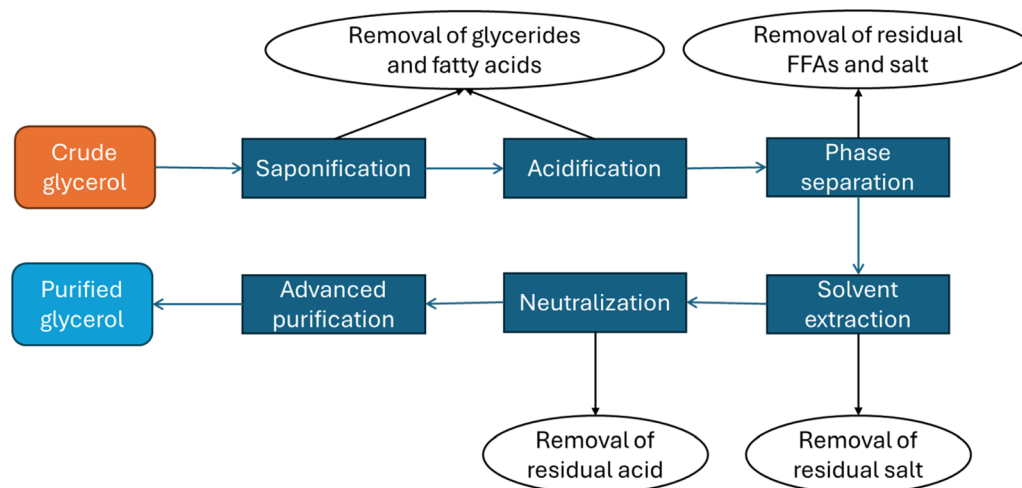 Removal of glycerides
and fatty acids
Removal of residual
FFAs and salt
Crude
glycerol
Saponification
Acidification
Phase
separation
Purified
glycerol
Advanced
purification
Neutralization
Solvent
extraction
Removal of
residual acid
Removal of
residual salt